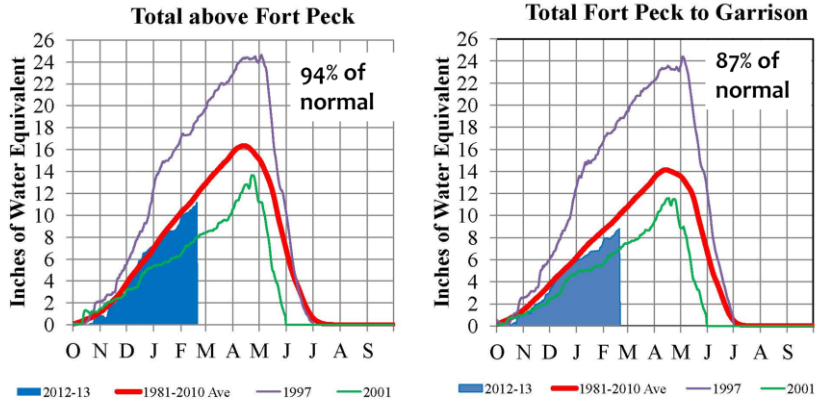 Total above Fort Peck
Inches of Water Equivalent
26
24
22
20
18
16
14
12
10
8
6
4
2
0
94% of
normal
O N D J F M A M J J A S
2012-13 1981-2010 Ave 1997 2001
Total Fort Peck to Garrison
Inches of Water Equivalent
26
24
22
20
18
16
14
12
10
8
6
4
2
0
87% of
normal
O N D J F M A M J J A S
2012-13 1981-2010 Ave 1997 2001